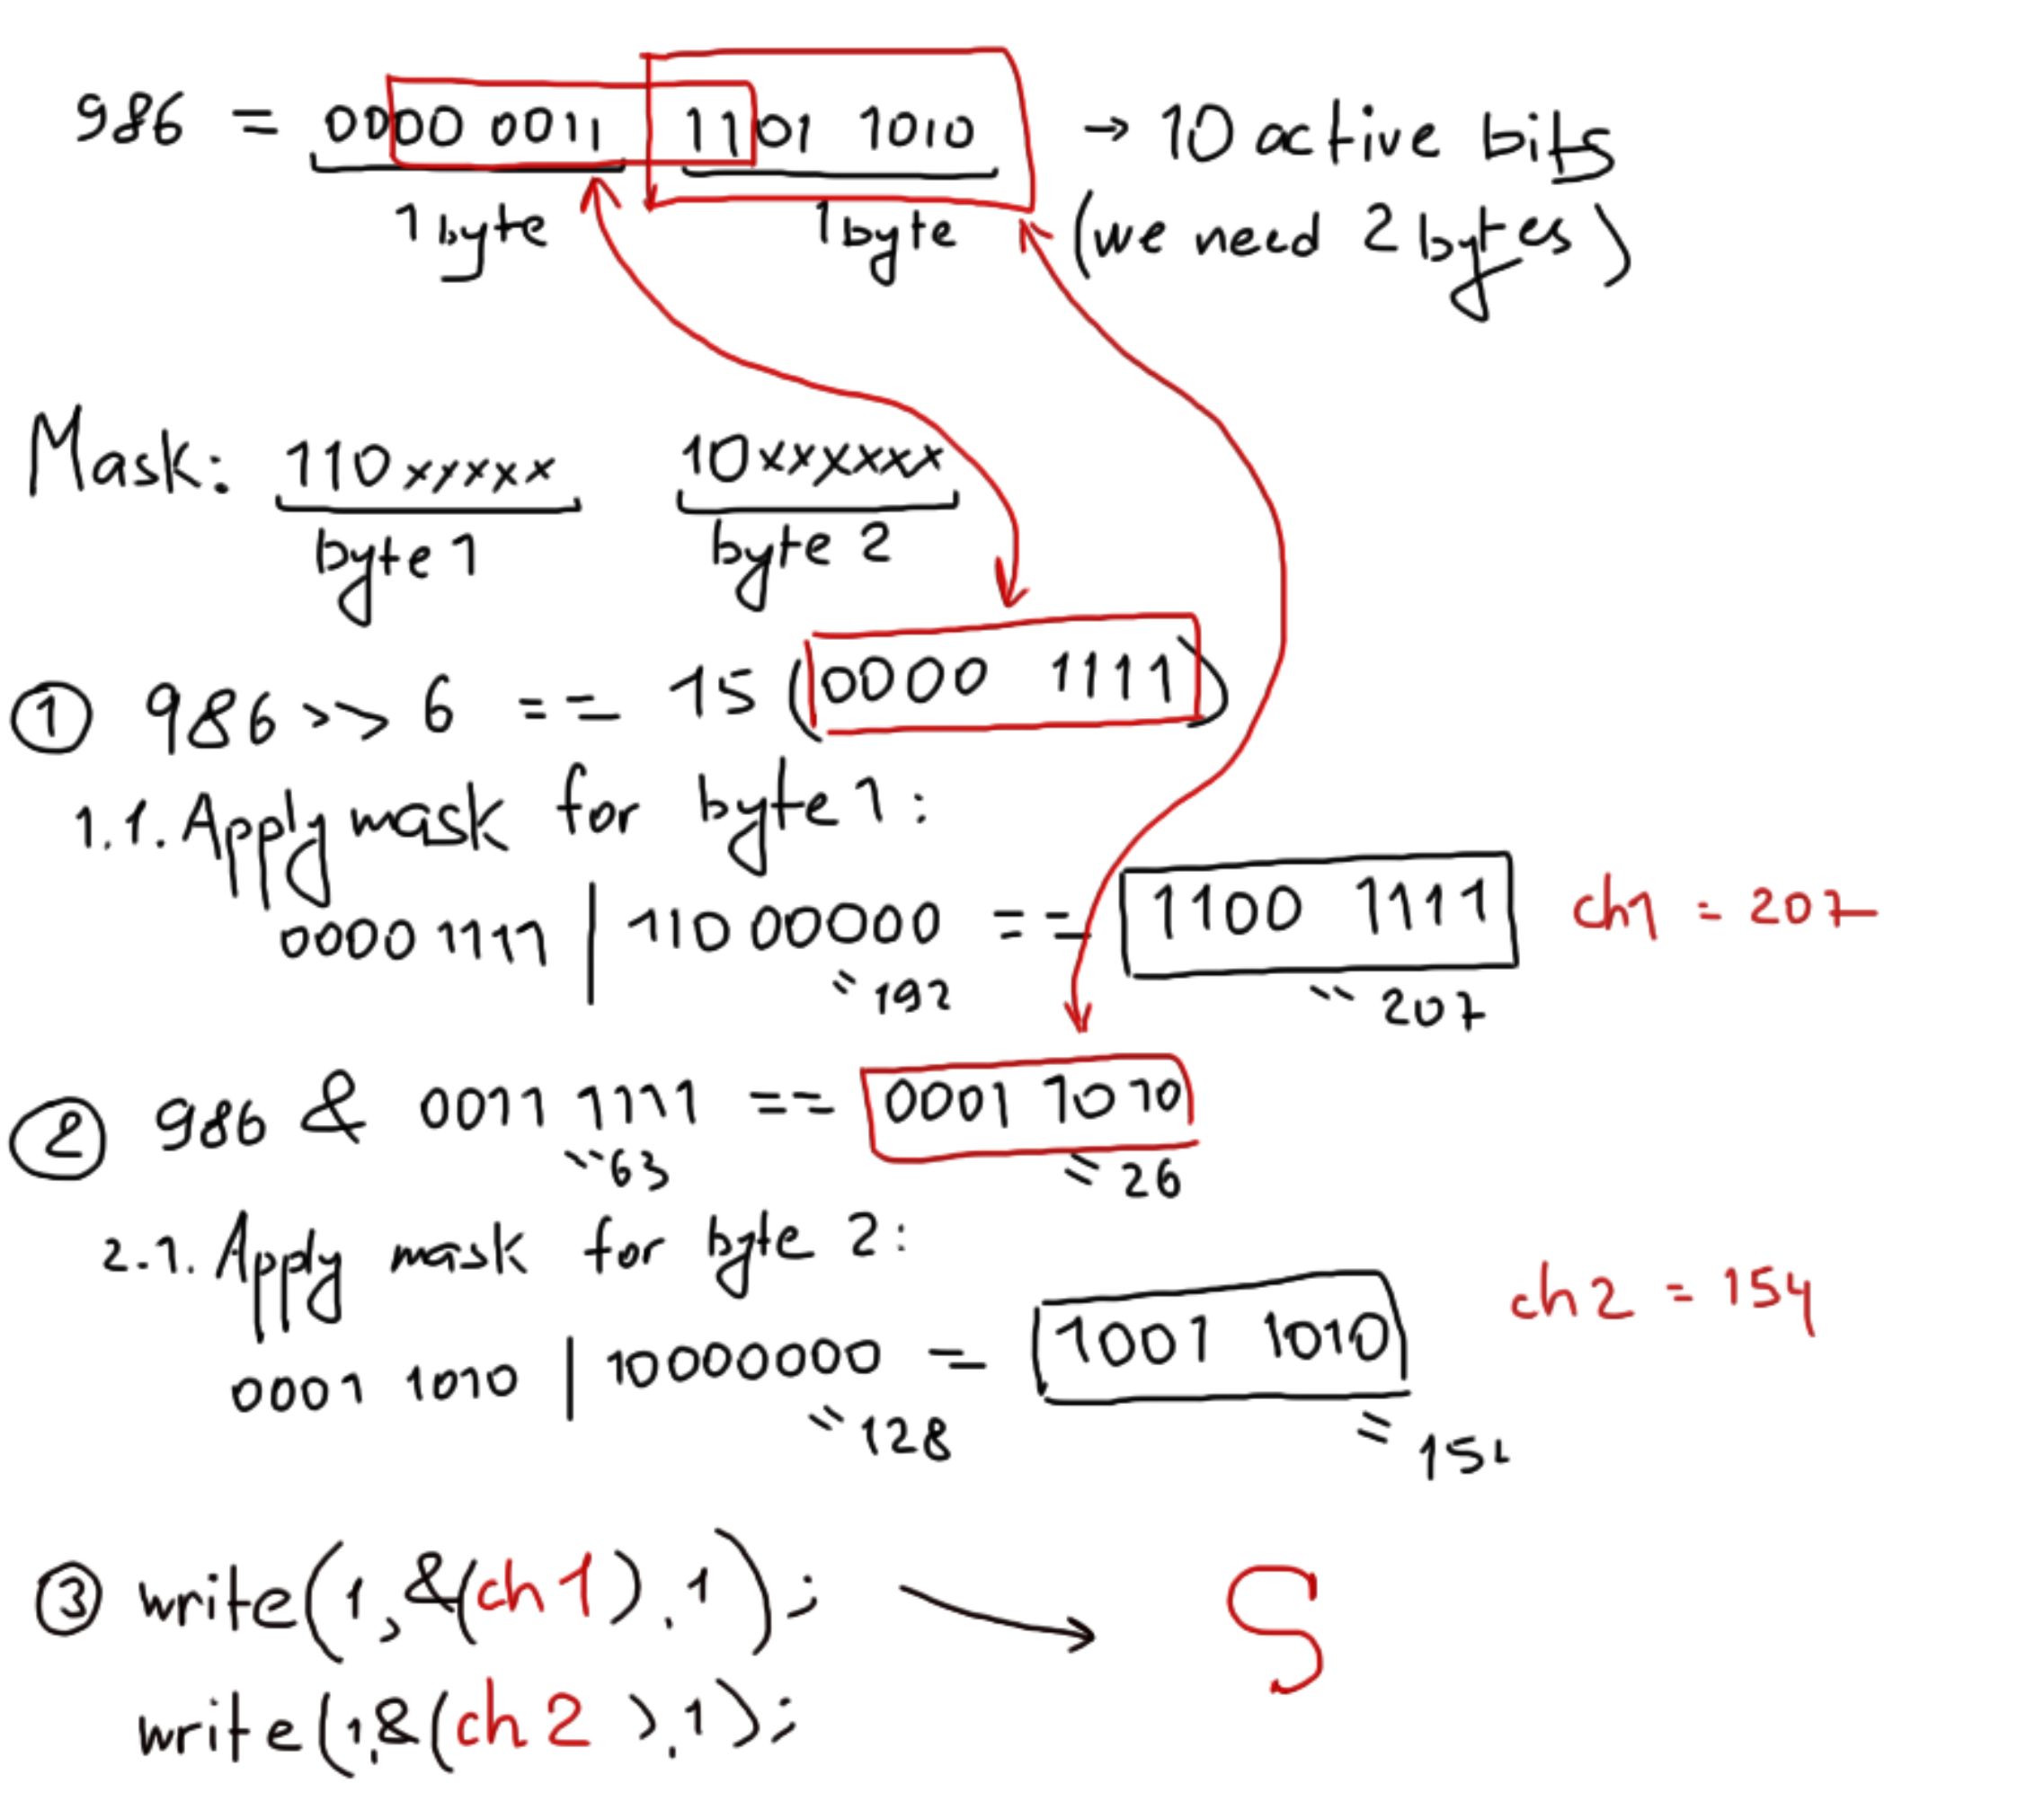 986 = 0000 0011 1101 1010 → 10 active bits
1 byte 1 byte (we need 2 bytes)
Mask: 110xxxxx 10xxxxxx
byte 1 byte 2
① 986 >> 6 == 15 (0000 1111)
1.1. Apply mask for byte 1:
0000 1111 | 110 00000 == 1100 1111 ch1 = 207
= 192 = 207
② 986 & 0011 1111 == 0001 1010
= 63 = 26
2.1. Apply mask for byte 2:
0001 1010 | 10000000 = 1001 1010 ch2 = 154
= 128 = 154
③ write(1,&(ch1),1); → Ϛ
write(1,&(ch2),1);